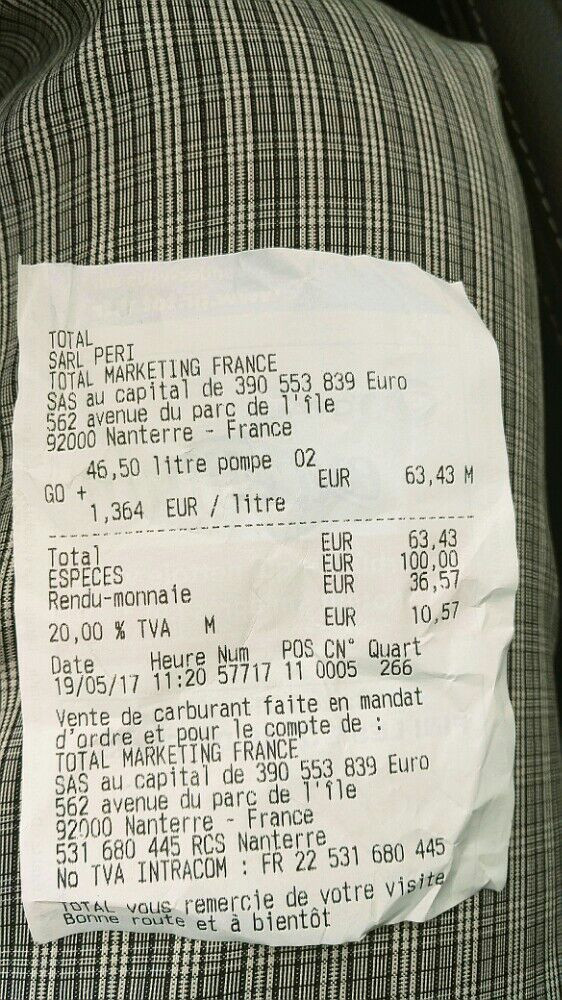 TOTAL
SARL PERI
TOTAL MARKETING FRANCE
SAS au capital de 390 553 839 Euro
562 avenue du parc de l'île
92000 Nanterre - France
46,50 litre pompe 02
GO + EUR 63,43 M
1,364 EUR / litre
Total EUR 63,43
ESPECES EUR 100,00
Rendu-monnaie EUR 36,57
20,00 % TVA M EUR 10,57
Date Heure Num POS CN° Quart
19/05/17 11:20 57717 11 0005 266
Vente de carburant faite en mandat
d'ordre et pour le compte de :
TOTAL MARKETING FRANCE
SAS au capital de 390 553 839 Euro
562 avenue du parc de l'île
92000 Nanterre - France
531 680 445 RCS Nanterre
No TVA INTRACOM : FR 22 531 680 445
TOTAL vous remercie de votre visite
Bonne route et à bientôt